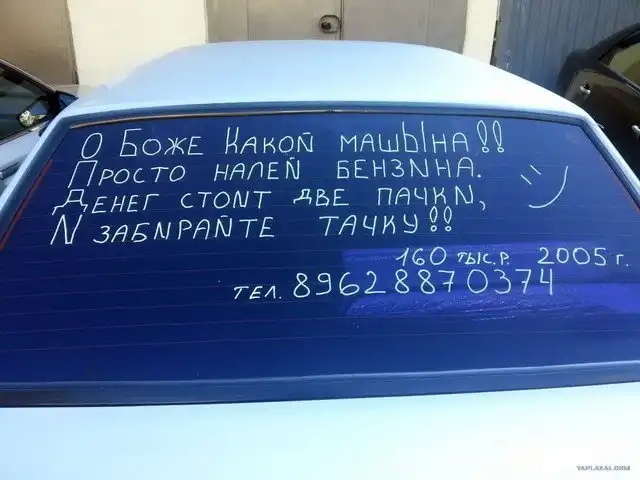 О Боже Какой машЫна!!
Просто налей бензина.
Денег стоит две пачки,
И забирайте тачку!!
160 тыс.р. 2005 г.
тел. 89628870374
YAPLAKAL.COM